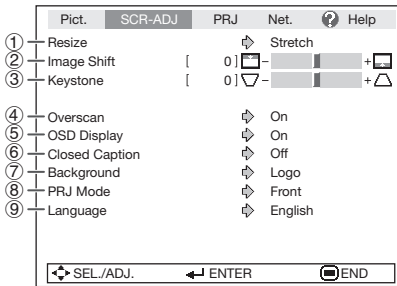 Pict. SCR-ADJ PRJ Net. ? Help
① Resize Stretch
② Image Shift [ 0 ] - +
③ Keystone [ 0 ] - +
④ Overscan On
⑤ OSD Display On
⑥ Closed Caption Off
⑦ Background Logo
⑧ PRJ Mode Front
⑨ Language English
SEL./ADJ. ENTER END